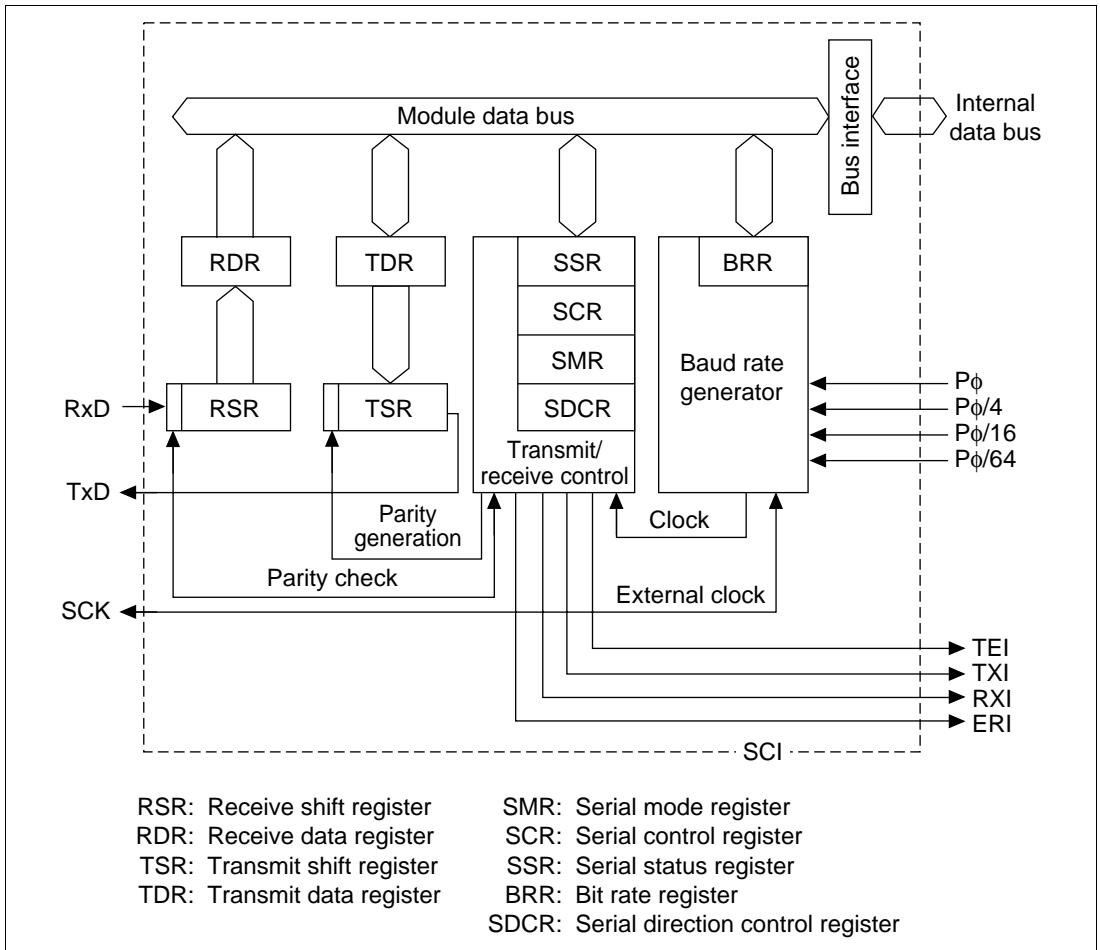 Module data bus
Bus interface
Internal
data bus
RDR
TDR
SSR
BRR
SCR
SMR
Baud rate
generator
Pϕ
RxD
RSR
TSR
SDCR
Pϕ/4
Pϕ/16
Transmit/
receive control
Pϕ/64
TxD
Parity
generation
Clock
Parity check
External clock
SCK
TEI
TXI
RXI
ERI
SCI
RSR: Receive shift register
RDR: Receive data register
TSR: Transmit shift register
TDR: Transmit data register
SMR: Serial mode register
SCR: Serial control register
SSR: Serial status register
BRR: Bit rate register
SDCR: Serial direction control register